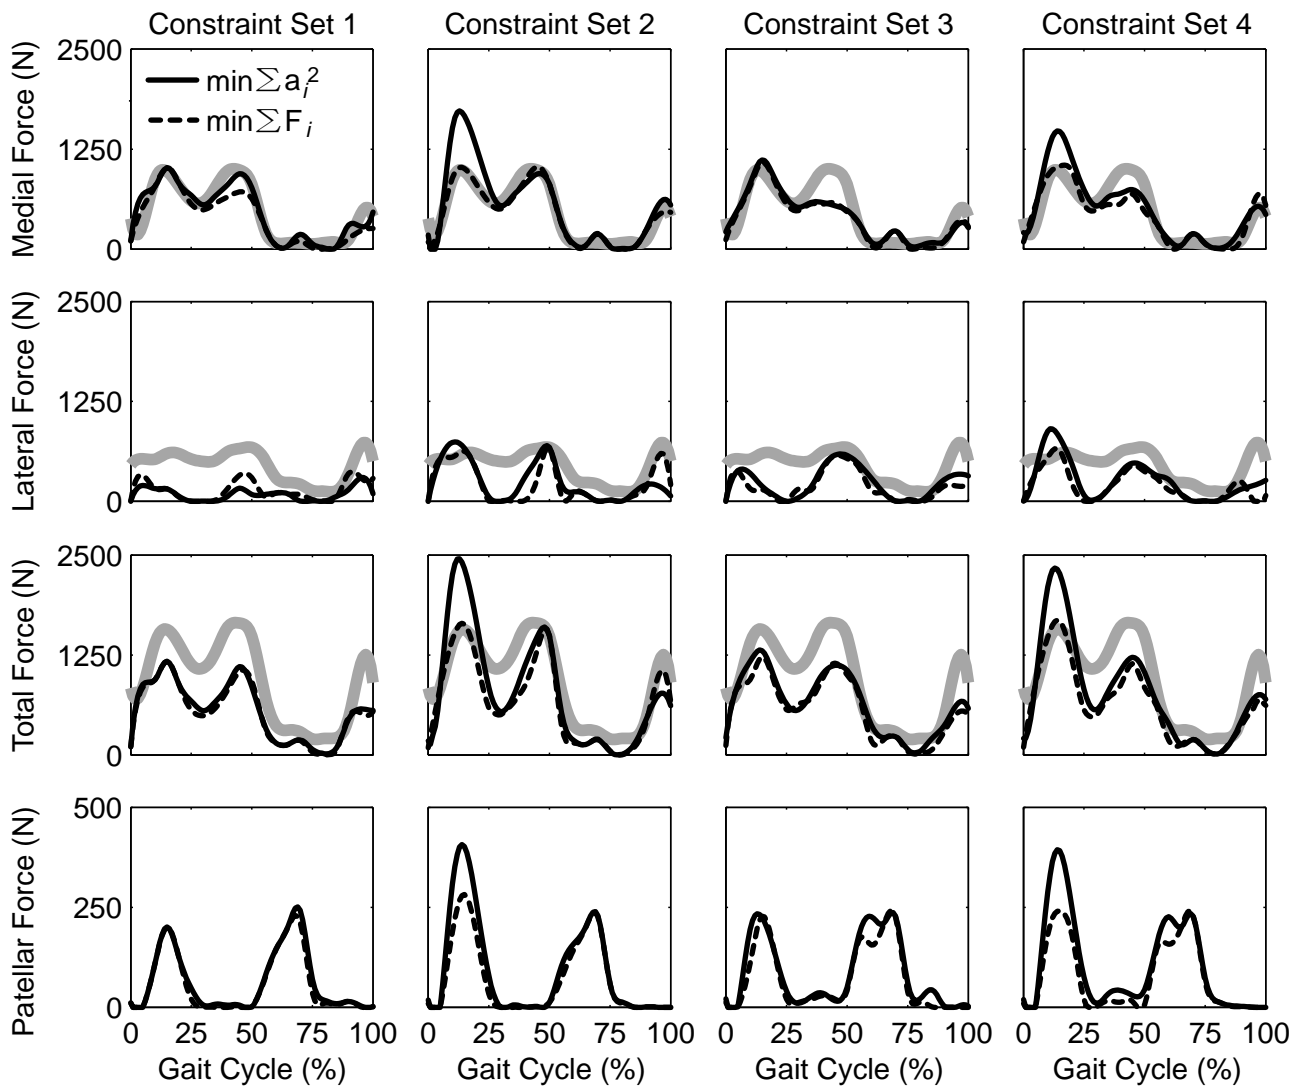 Constraint Set 1 Constraint Set 2 Constraint Set 3 Constraint Set 4
Medial Force (N)
2500
1250
0
min∑aᵢ²
min∑Fᵢ
Lateral Force (N)
2500
1250
0
Total Force (N)
2500
1250
0
Patellar Force (N)
500
250
0
0 25 50 75 100 0 25 50 75 100 0 25 50 75 100 0 25 50 75 100
Gait Cycle (%) Gait Cycle (%) Gait Cycle (%) Gait Cycle (%)